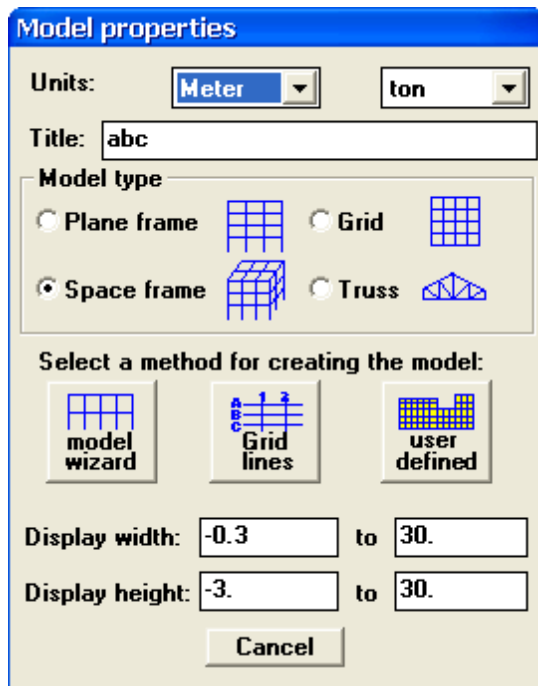 Model properties
Units: Meter ton
Title: abc
Model type
Plane frame Grid
Space frame Truss
Select a method for creating the model:
1 2
A
B
C
model Grid user
wizard lines defined
Display width: -0.3 to 30.
Display height: -3. to 30.
Cancel